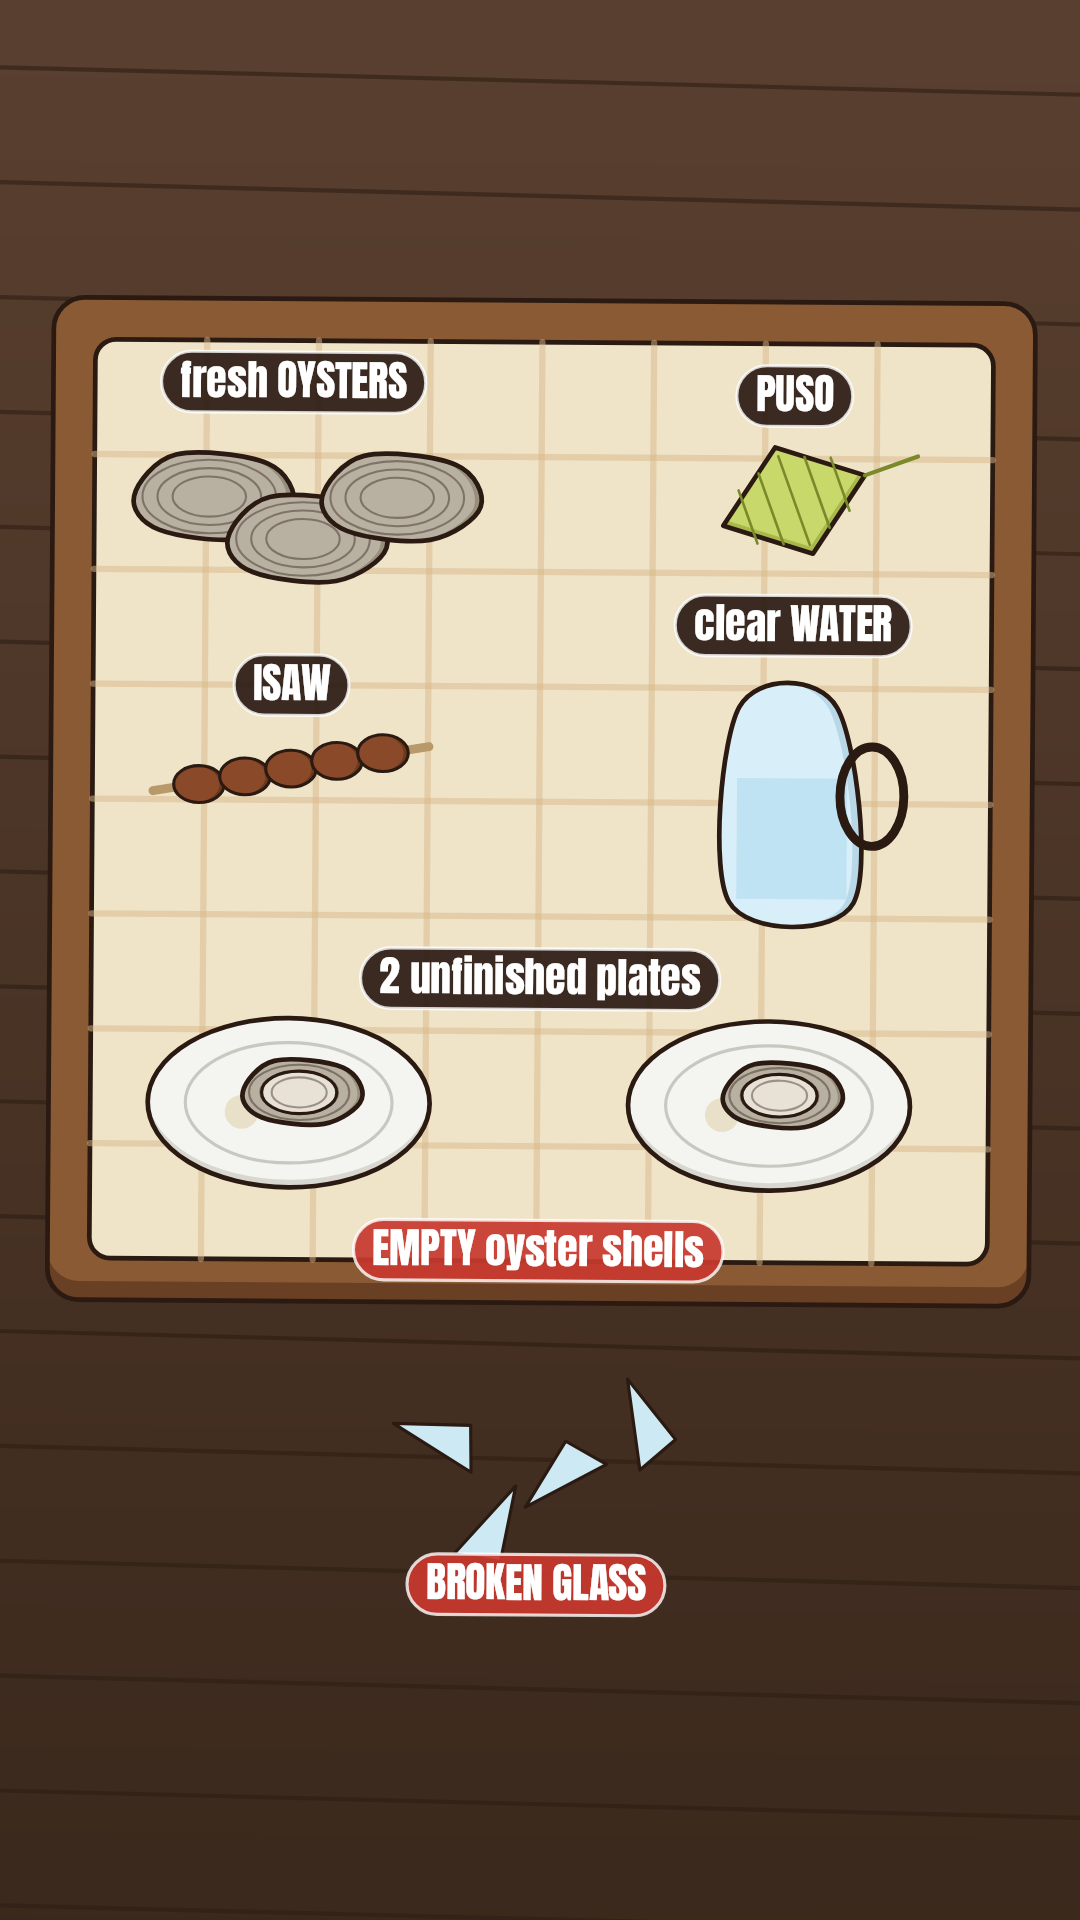 fresh OYSTERS
PUSO
clear WATER
ISAW
2 unfinished plates
EMPTY oyster shells
BROKEN GLASS